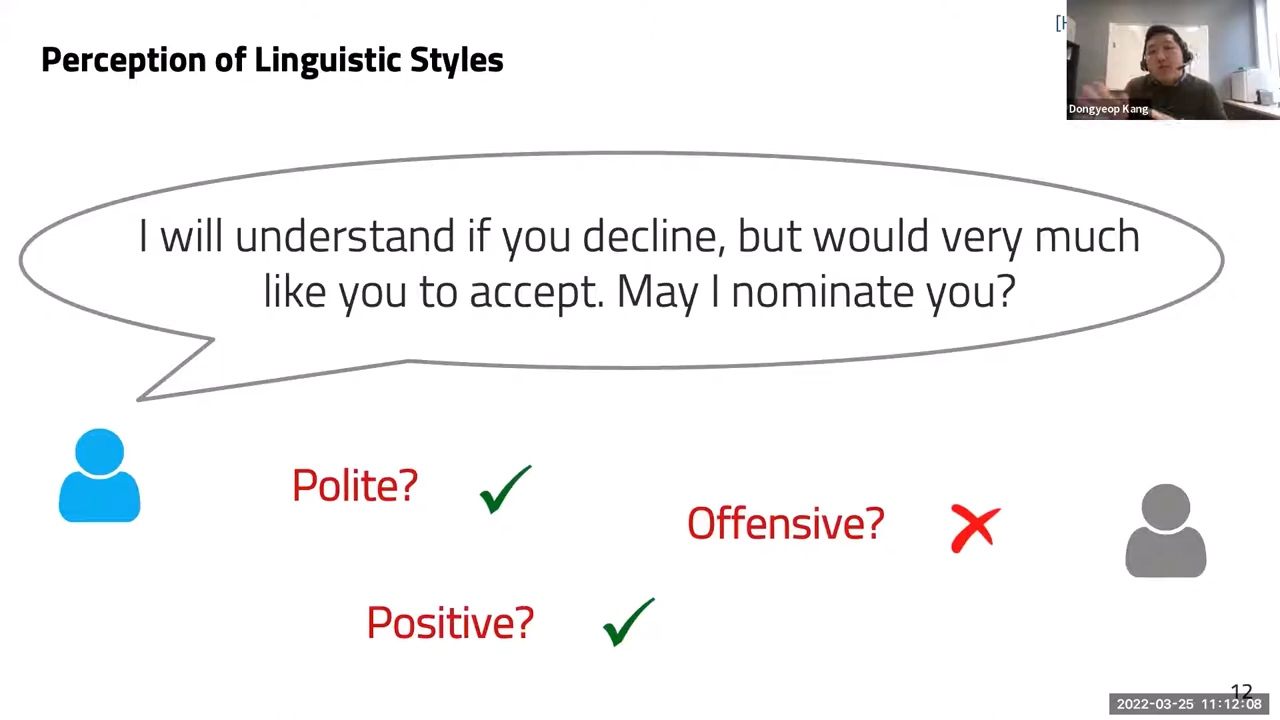 [H
Perception of Linguistic Styles
Dongyeop Kang
I will understand if you decline, but would very much
like you to accept. May I nominate you?
Polite?
Offensive?
Positive?
12
2022-03-25 11:12:08